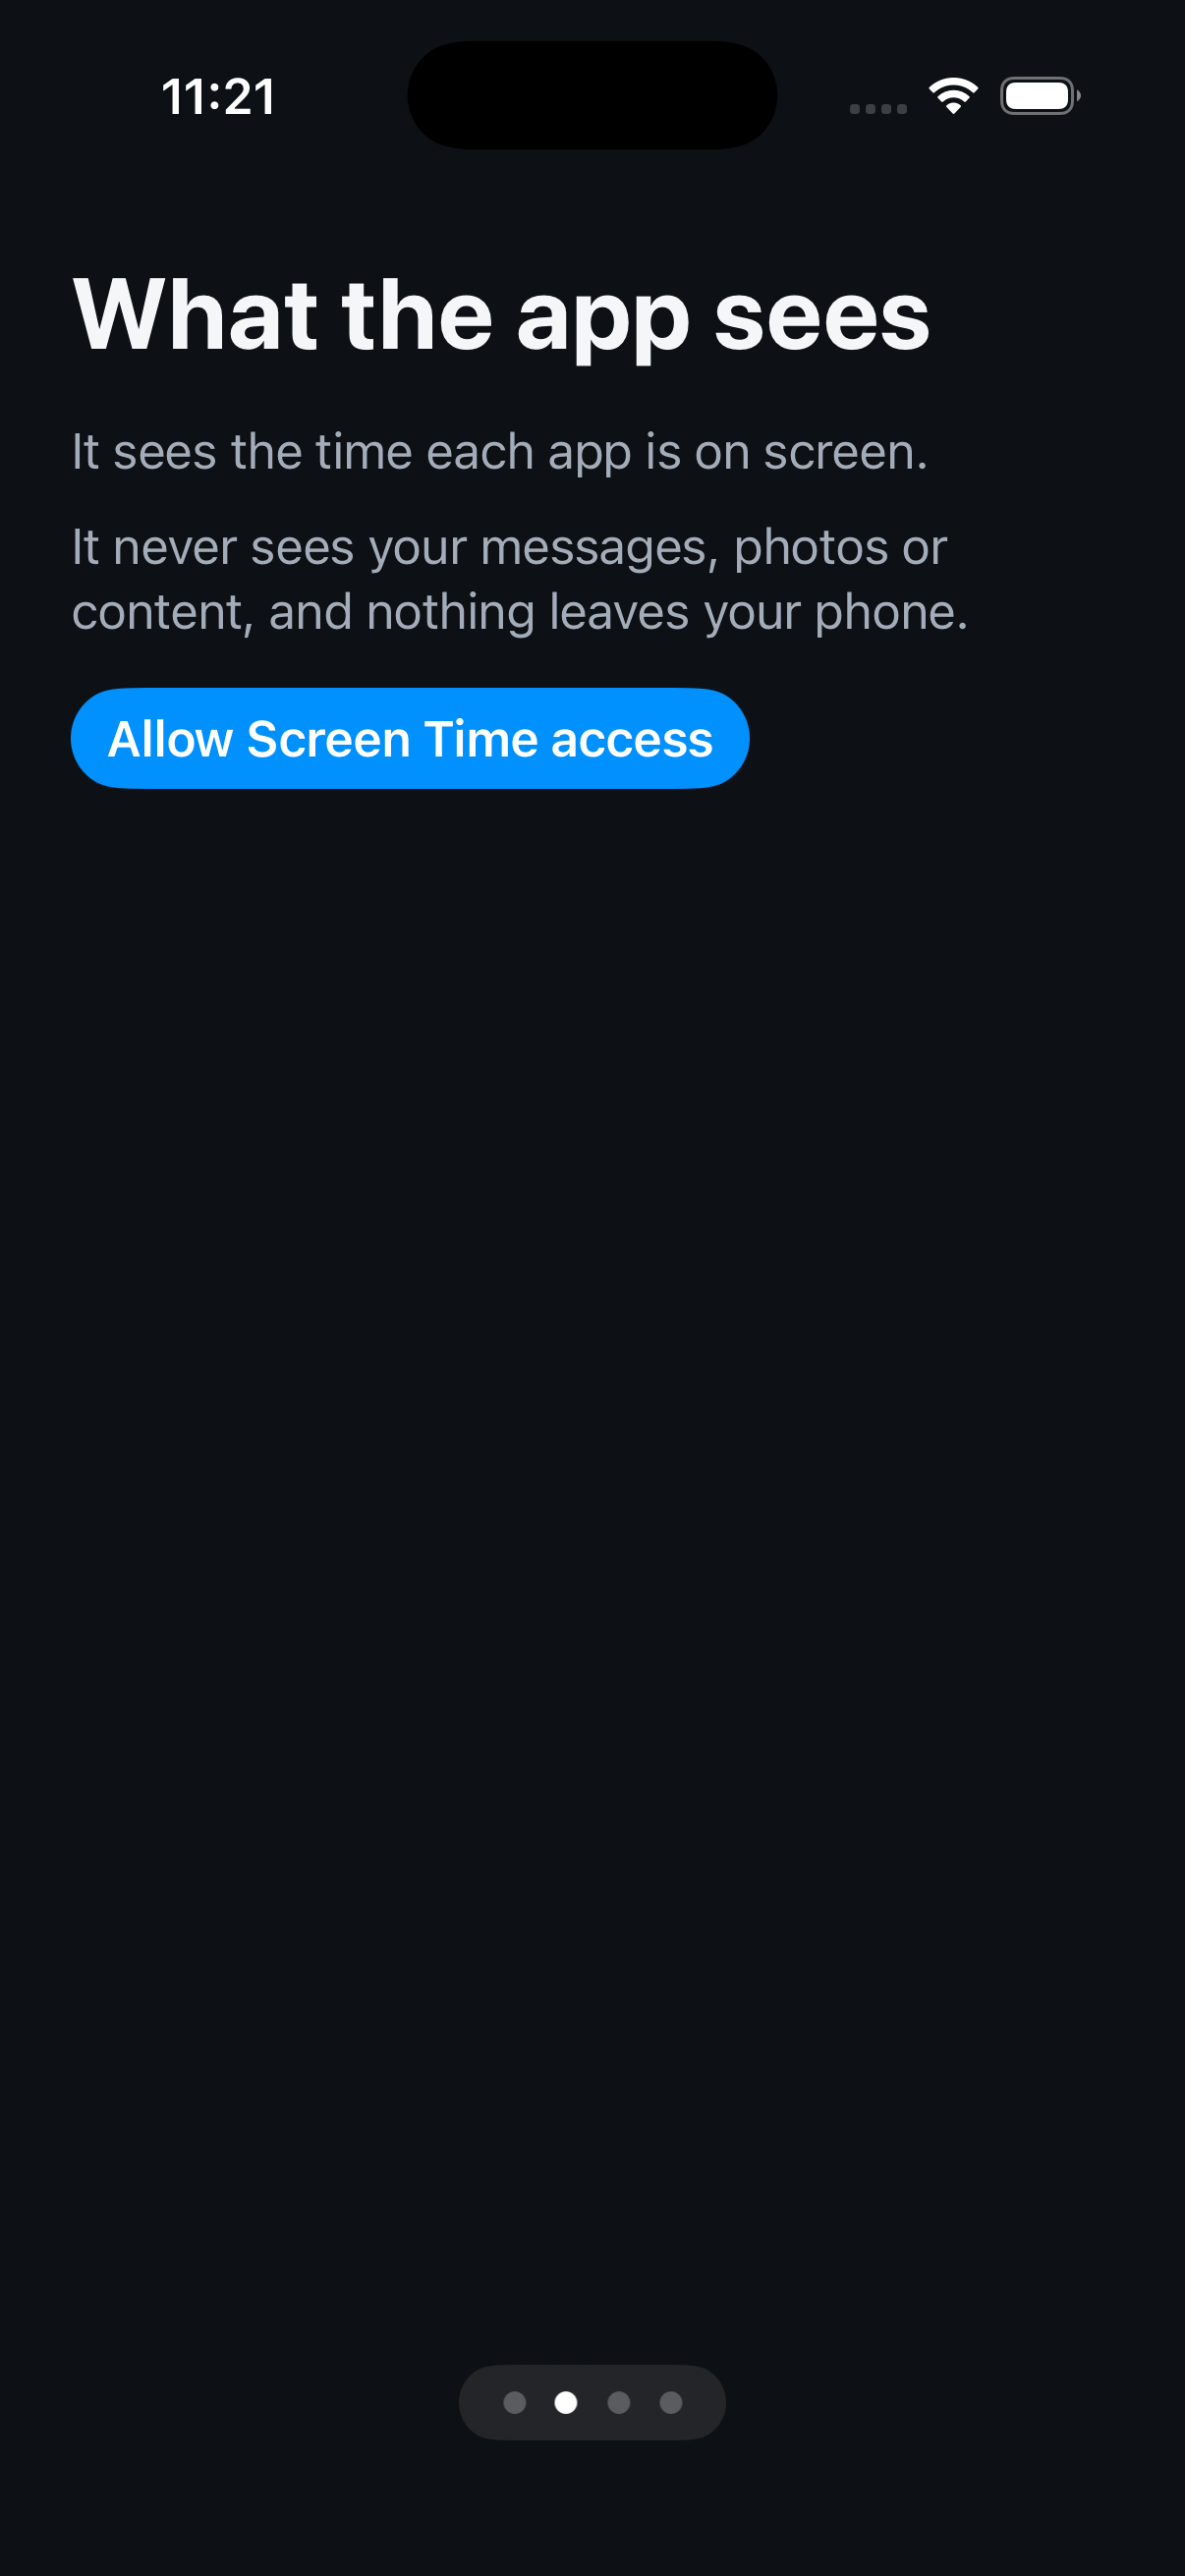 11:21
What the app sees
It sees the time each app is on screen.
It never sees your messages, photos or
content, and nothing leaves your phone.
Allow Screen Time access